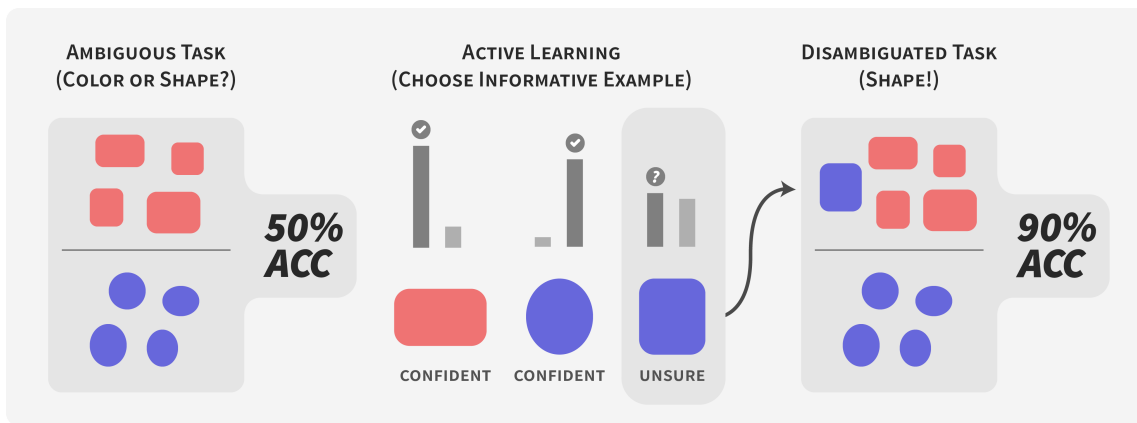 Ambiguous Task
(Color or Shape?)
50%
ACC
Active Learning
(Choose Informative Example)
?
CONFIDENT
CONFIDENT
UNSURE
Disambiguated Task
(Shape!)
90%
ACC